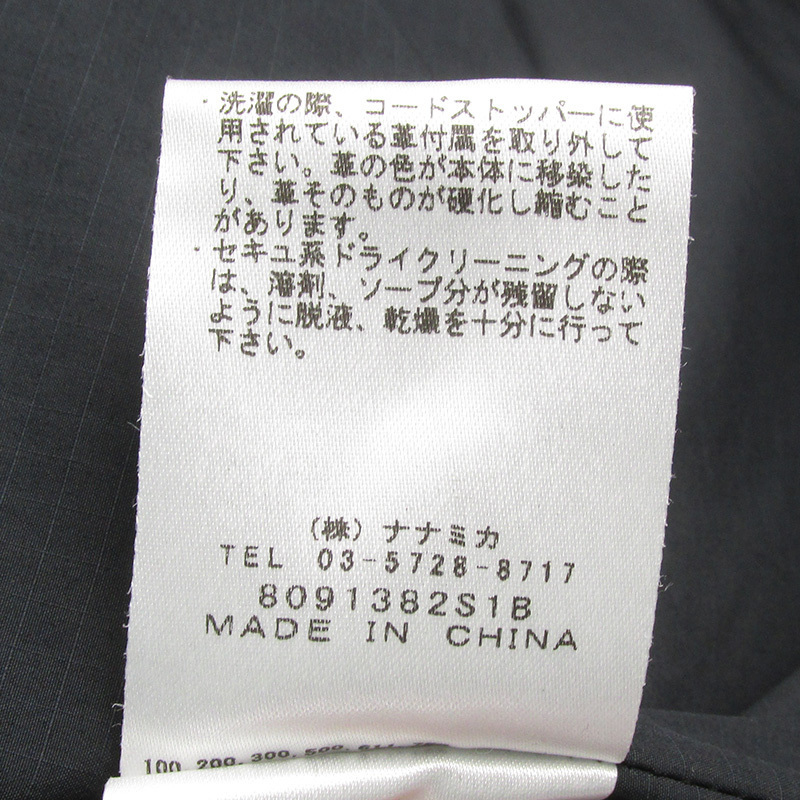 ・洗濯の際、コードストッパーに使
用されている革付属を取り外して
下さい。革の色が本体に移染した
り、革そのものが硬化し縮むこと
があります。
・セキユ系ドライクリーニングの際
は、溶剤、ソープ分が残留しない
ように脱液、乾燥を十分に行って
下さい。
（株）ナナミカ
TEL 03-5728-8717
8091382S1B
MADE IN CHINA
100,200,300,500,611,